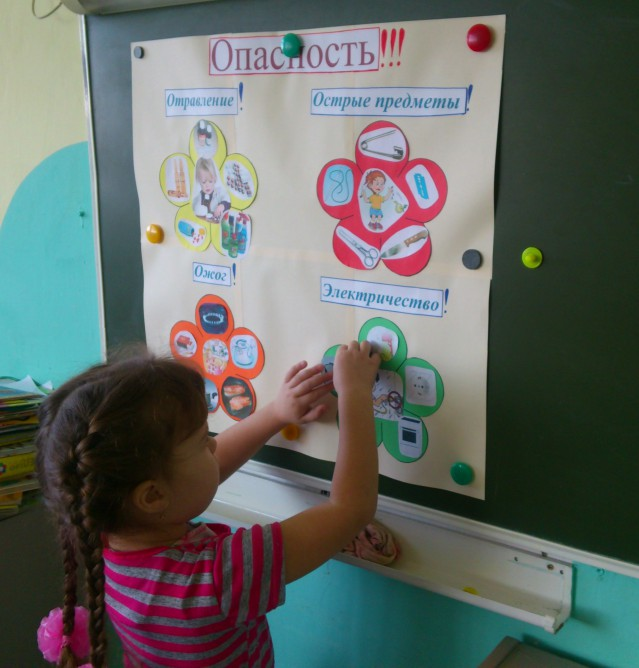 Опасность!!!
Отравление!
Острые предметы!
Ожог!
Электричество!